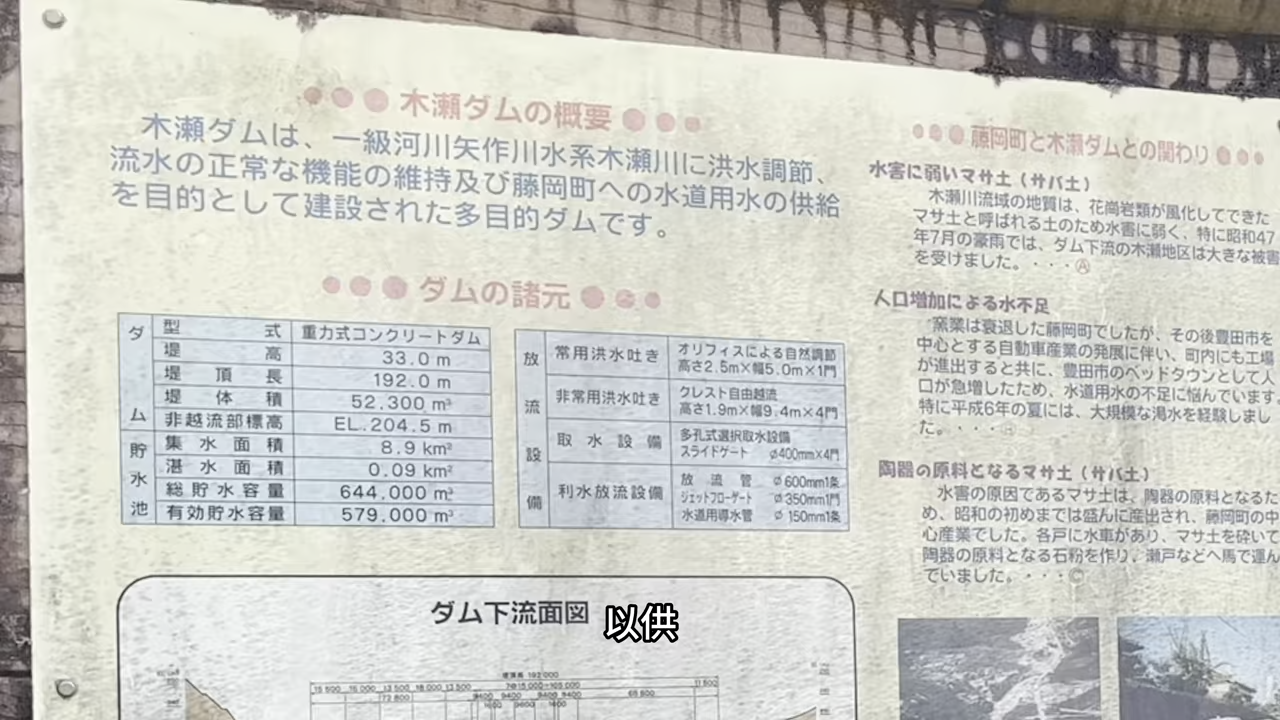 木瀬ダムの概要
木瀬ダムは、一級河川矢作川水系木瀬川に洪水調節、
流水の正常な機能の維持及び藤岡町への水道用水の供給
を目的として建設された多目的ダムです。
ダムの諸元
ダム
型式 重力式コンクリートダム
堤高 33.0 m
堤頂長 192.0 m
堤体積 52,300 m³
非越流部標高 EL.204.5 m
貯水池
集水面積 8.9 km²
湛水面積 0.09 km²
総貯水容量 644,000 m³
有効貯水容量 579,000 m³
放流設備
常用洪水吐き オリフィスによる自然調節
高さ2.5m×幅5.0m×1門
非常用洪水吐き クレスト自由越流
高さ1.9m×幅9.4m×4門
取水設備 多孔式選択取水設備
スライドゲート φ400mm×4門
利水放流設備 放流管 φ600mm1条
ジェットフローゲート φ350mm1門
水道用導水管 φ150mm1条
ダム下流面図
以供
藤岡町と木瀬ダムとの関わり
水害に弱いマサ土(サバ土)
木瀬川流域の地質は、花崗岩類が風化してできた
マサ土と呼ばれる土のため水害に弱く、特に昭和47
年7月の豪雨では、ダム下流の木瀬地区は大きな被害
を受けました。・・・Ⓐ
人口増加による水不足
窯業は衰退した藤岡町でしたが、その後豊田市を
中心とする自動車産業の発展に伴い、町内にも工場
が進出すると共に、豊田市のベッドタウンとして人
口が急増したため、水道用水の不足に悩んでいます
特に平成6年の夏には、大規模な渇水を経験しまし
た。・・・
陶器の原料となるマサ土(サバ土)
水害の原因であるマサ土は、陶器の原料となるた
め、昭和の初めまでは盛んに産出され、藤岡町の中
心産業でした。各戸に水車があり、マサ土を砕いて
陶器の原料となる石粉を作り、瀬戸などへ馬で運ん
でいました。・・・Ⓒ